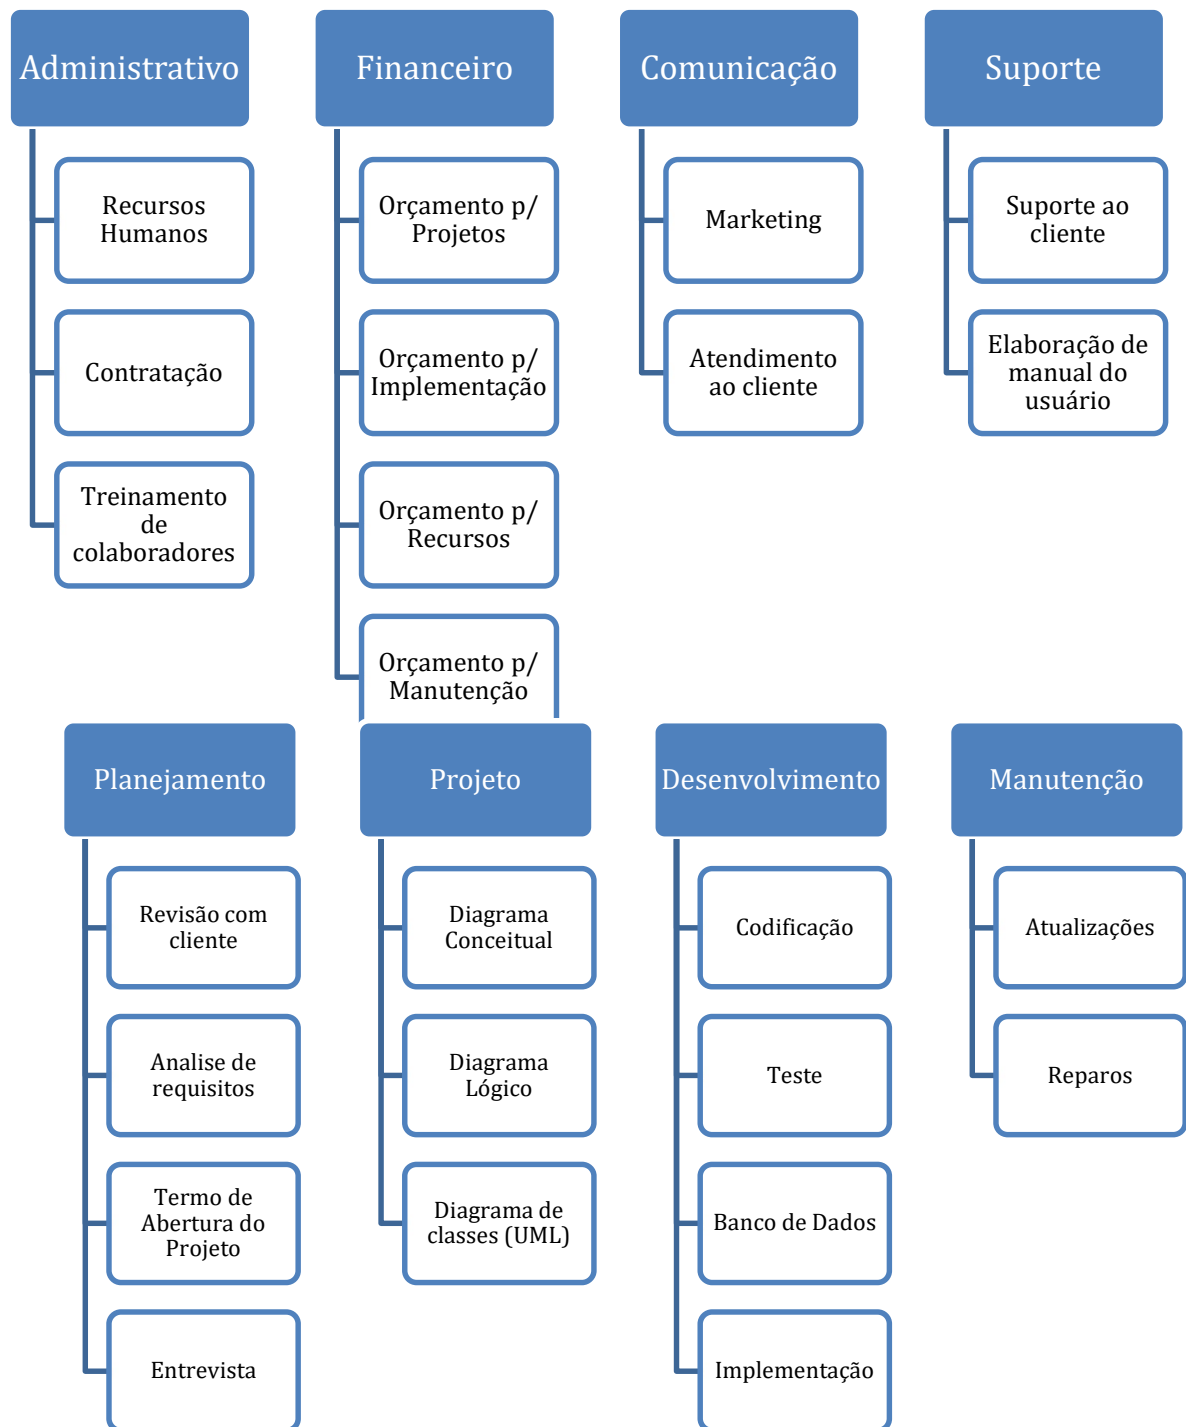 Administrativo
Recursos
Humanos
Contratação
Treinamento
de
colaboradores
Financeiro
Orçamento p/
Projetos
Orçamento p/
Implementação
Orçamento p/
Recursos
Orçamento p/
Manutenção
Comunicação
Marketing
Atendimento
ao cliente
Suporte
Suporte ao
cliente
Elaboração de
manual do
usuário
Planejamento
Revisão com
cliente
Analise de
requisitos
Termo de
Abertura do
Projeto
Entrevista
Projeto
Diagrama
Conceitual
Diagrama
Lógico
Diagrama de
classes (UML)
Desenvolvimento
Codificação
Teste
Banco de Dados
Implementação
Manutenção
Atualizações
Reparos